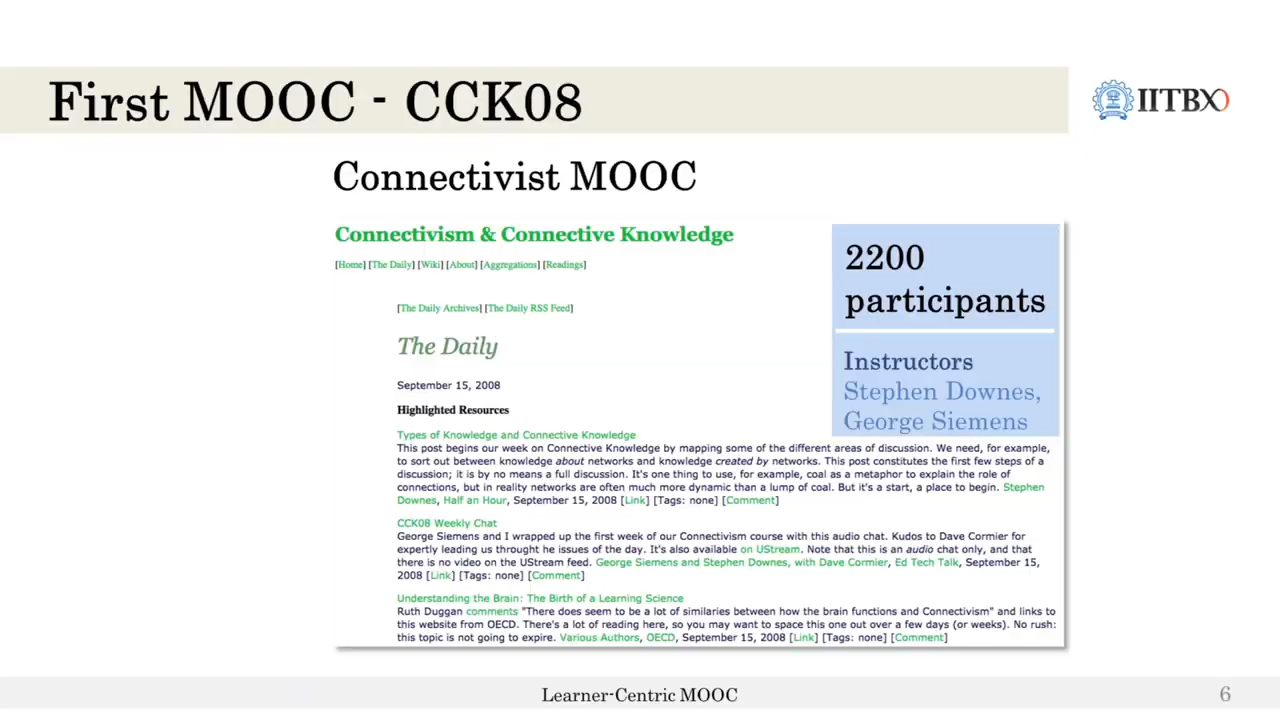 First MOOC - CCK08
IITBX
Connectivist MOOC
Connectivism & Connective Knowledge
[Home] [The Daily] [Wiki] [About] [Aggregations] [Readings]
2200
participants
Instructors
Stephen Downes,
George Siemens
[The Daily Archives] [The Daily RSS Feed]
The Daily
September 15, 2008
Highlighted Resources
Types of Knowledge and Connective Knowledge
This post begins our week on Connective Knowledge by mapping some of the different areas of discussion. We need, for example,
to sort out between knowledge about networks and knowledge created by networks. This post constitutes the first few steps of a
discussion; it is by no means a full discussion. It's one thing to use, for example, coal as a metaphor to explain the role of
connections, but in reality networks are often much more dynamic than a lump of coal. But it's a start, a place to begin. Stephen
Downes, Half an Hour, September 15, 2008 [Link] [Tags: none] [Comment]
CCK08 Weekly Chat
George Siemens and I wrapped up the first week of our Connectivism course with this audio chat. Kudos to Dave Cormier for
expertly leading us throught he issues of the day. It's also available on UStream. Note that this is an audio chat only, and that
there is no video on the UStream feed. George Siemens and Stephen Downes, with Dave Cormier, Ed Tech Talk, September 15,
2008 [Link] [Tags: none] [Comment]
Understanding the Brain: The Birth of a Learning Science
Ruth Duggan comments "There does seem to be a lot of similaries between how the brain functions and Connectivism" and links to
this website from OECD. There's a lot of reading here, so you may want to space this one out over a few days (or weeks). No rush:
this topic is not going to expire. Various Authors, OECD, September 15, 2008 [Link] [Tags: none] [Comment]
Learner-Centric MOOC
6